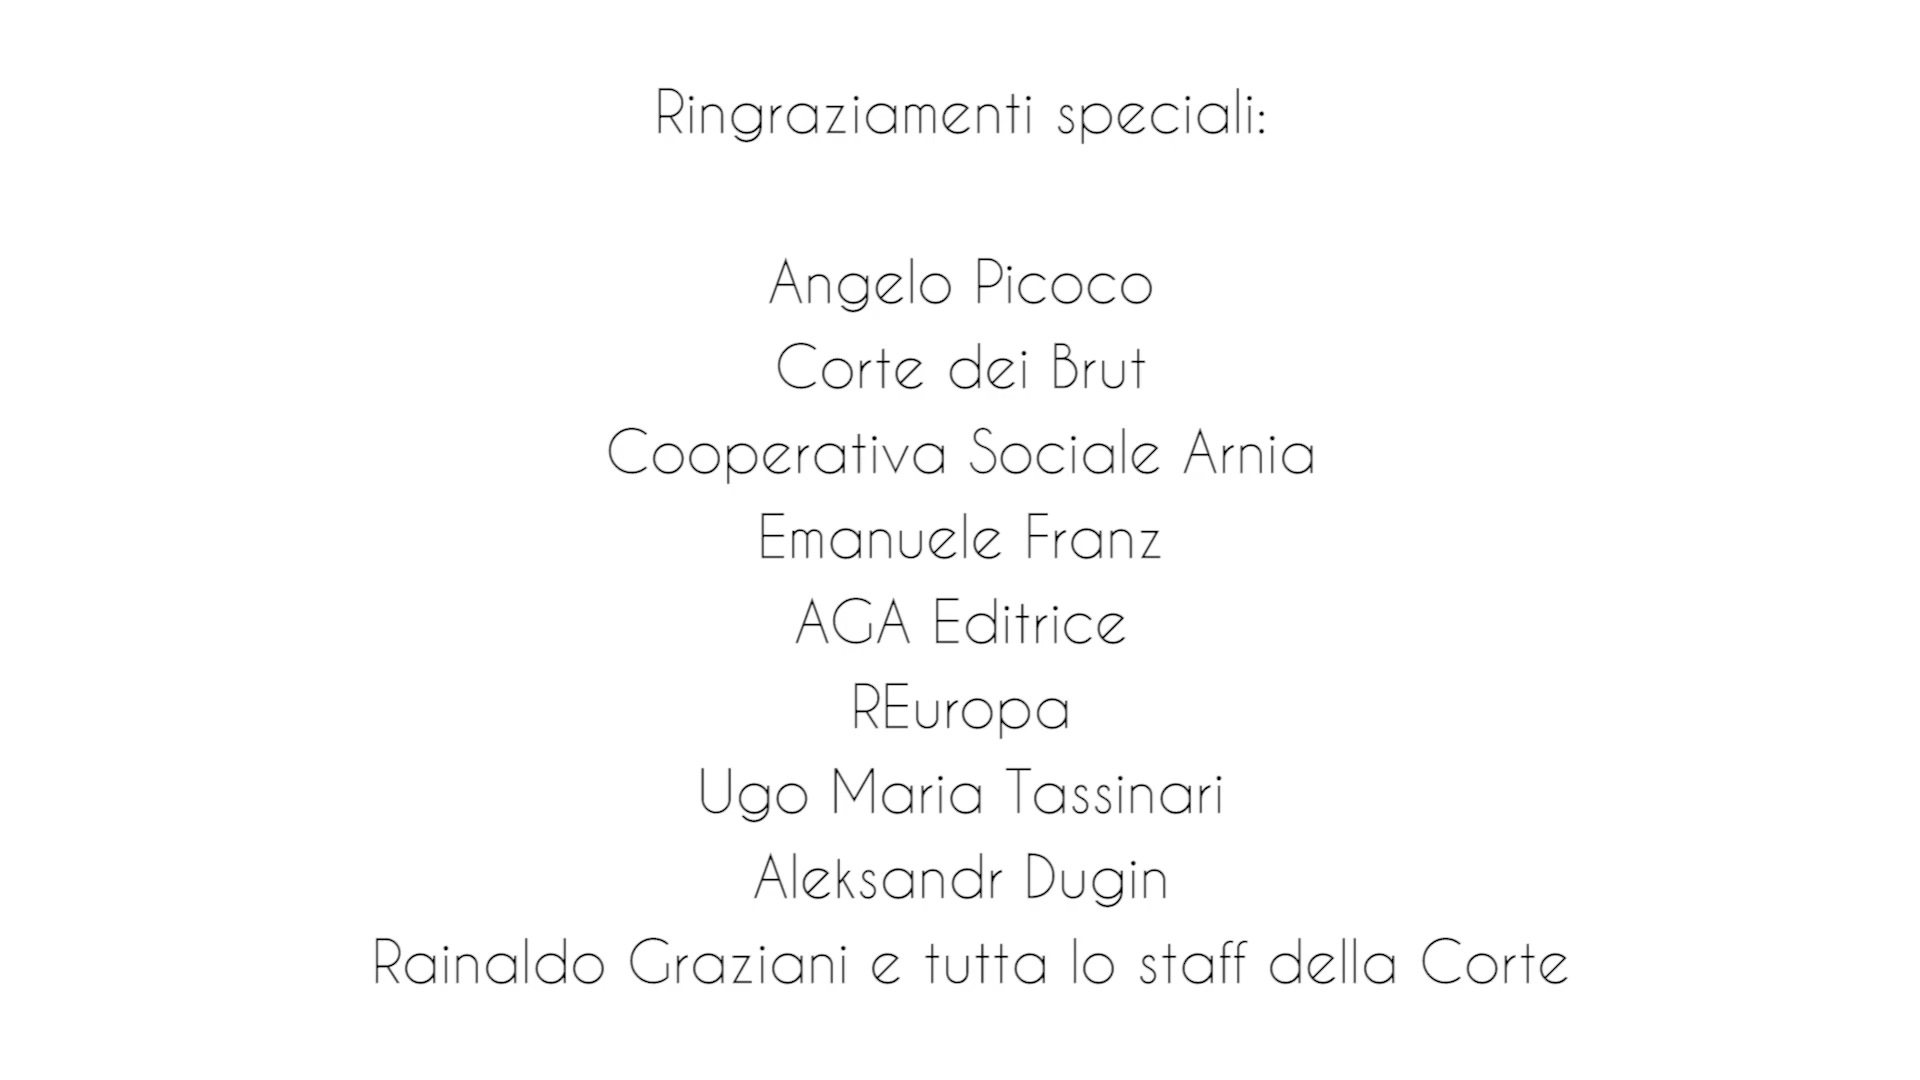 Ringraziamenti speciali:
Angelo Picoco
Corte dei Brut
Cooperativa Sociale Arnia
Emanuele Franz
AGA Editrice
REuropa
Ugo Maria Tassinari
Aleksandr Dugin
Rainaldo Graziani e tutta lo staff della Corte